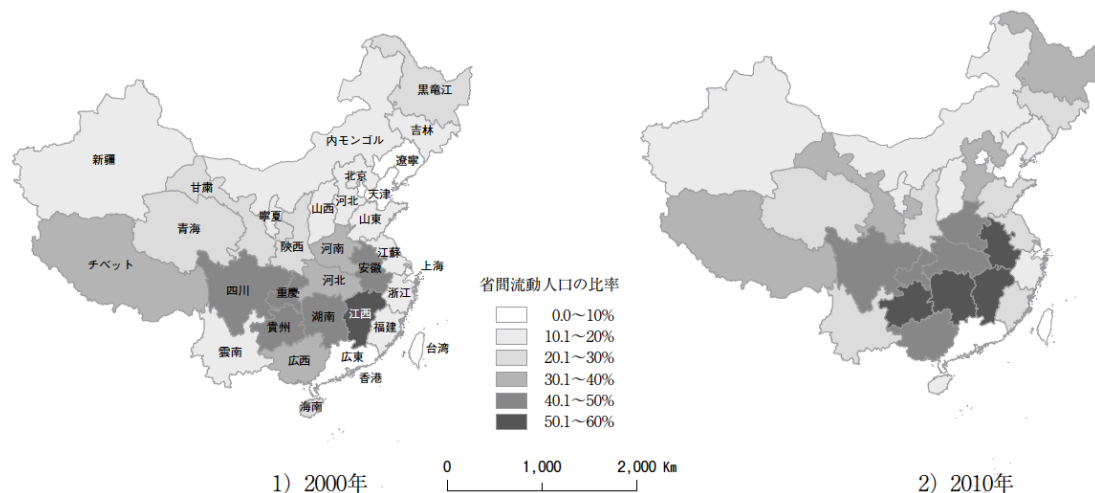 黒竜江
吉林
内モンゴル
遼寧
新疆
北京
甘粛
天津
河北
山西
寧夏
山東
青海
陝西
河南
江蘇
チベット
安徽
上海
河北
四川
重慶
浙江
江西
湖南
貴州
福建
雲南
台湾
広西
広東
香港
海南
省間流動人口の比率
0.0～10%
10.1～20%
20.1～30%
30.1～40%
40.1～50%
50.1～60%
0 1,000 2,000 Km
1）2000年
2）2010年